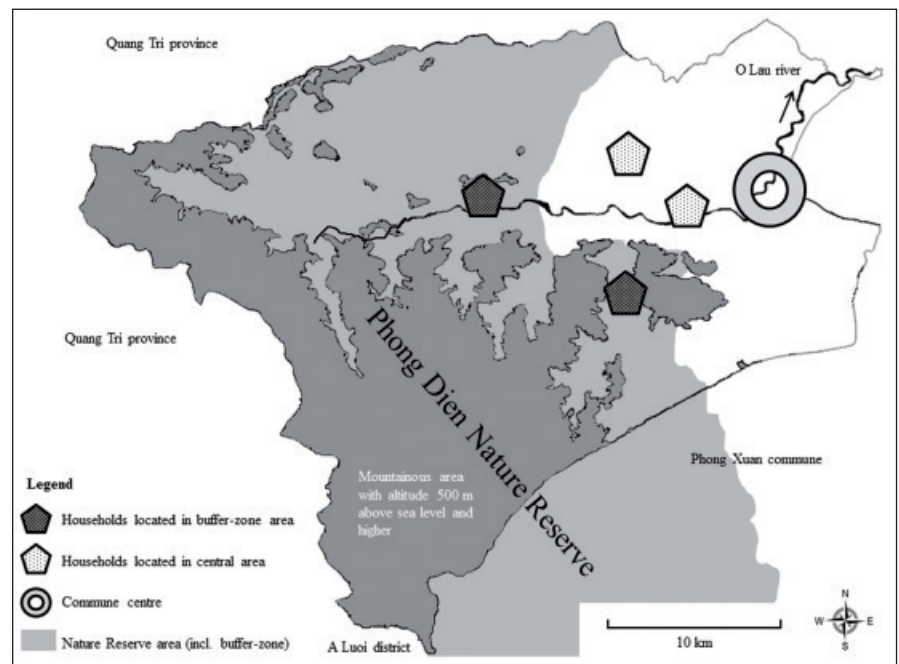 Quang Tri province
O Lau river
Quang Tri province
Phong Dien Nature Reserve
Phong Xuan commune
Mountainous area
with altitude 500 m
above sea level and
higher
Legend
Households located in buffer-zone area
Households located in central area
Commune centre
Nature Reserve area (incl. buffer-zone)
A Luoi district
10 km
N
W
E
S